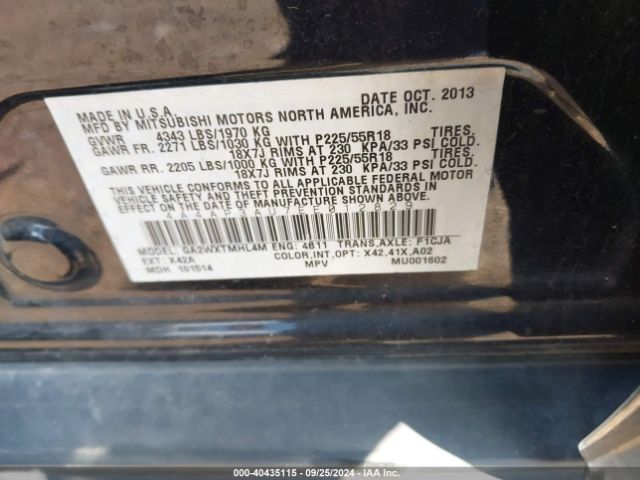 MADE IN U.S.A. DATE OCT. 2013
MFD BY MITSUBISHI MOTORS NORTH AMERICA, INC.
GVWR 4343 LBS/1970 KG
GAWR FR. 2271 LBS/1030 KG WITH P225/55R18 TIRES,
18X7J RIMS AT 230 KPA/33 PSI COLD.
GAWR RR. 2205 LBS/1000 KG WITH P225/55R18 TIRES,
18X7J RIMS AT 230 KPA/33 PSI COLD.
THIS VEHICLE CONFORMS TO ALL APPLICABLE FEDERAL MOTOR
VEHICLE SAFETY AND THEFT PREVENTION STANDARDS IN
EFFECT ON THE DATE OF MANUFACTURE SHOWN ABOVE.
4A4AP3AU7EE012829
MODEL: GA2WXTMHL4M ENG: 4B11 TRANS,AXLE: F1CJA
EXT: X42A COLOR,INT,OPT: X42,41X,A02
MDH 101514 MPV MU001602
000-40435115 - 09/25/2024 - IAA Inc.